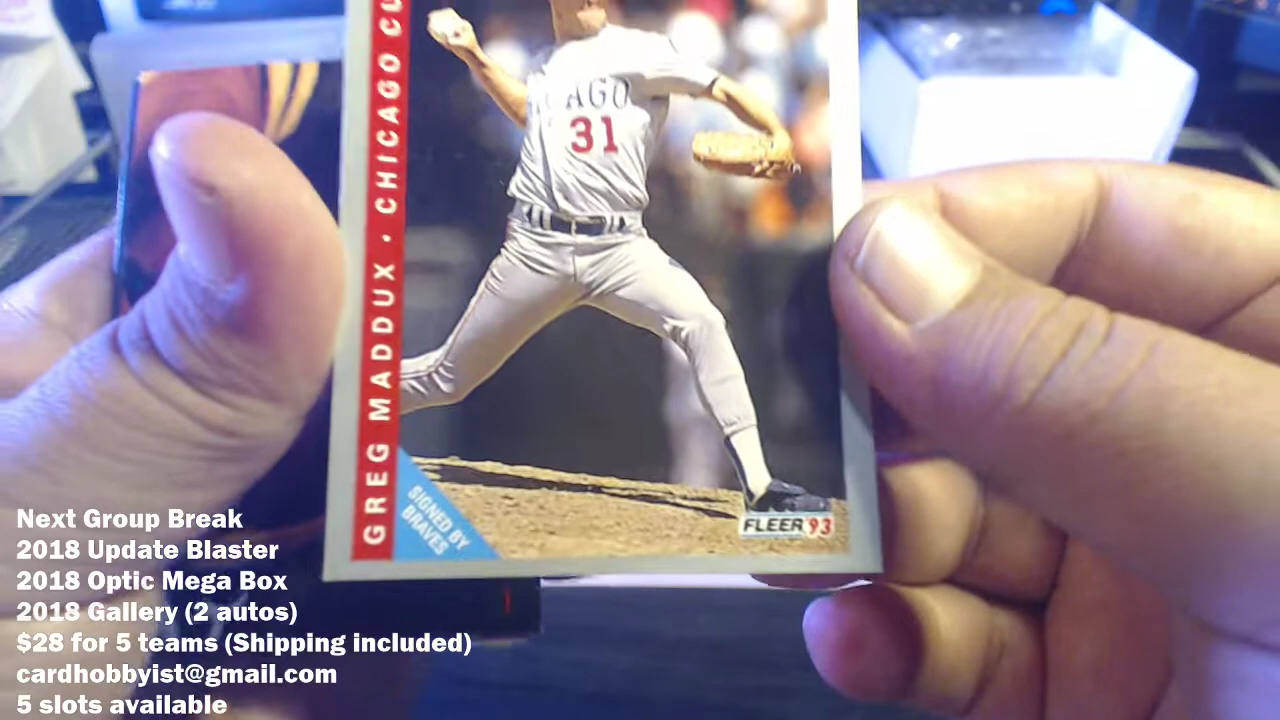 GREG MADDUX · CHICAGO CU
CAGO
31
SIGNED BY
BRAVES
FLEER '93
Next Group Break
2018 Update Blaster
2018 Optic Mega Box
2018 Gallery (2 autos)
$28 for 5 teams (Shipping included)
cardhobbyist@gmail.com
5 slots available